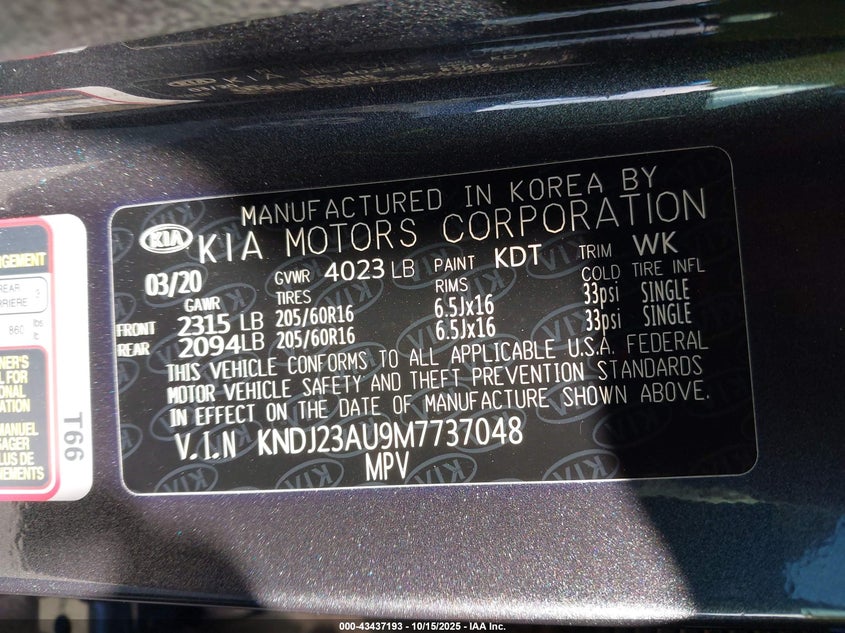 MANUFACTURED IN KOREA BY
KIA KIA MOTORS CORPORATION
03/20 GVWR 4023 LB PAINT KDT TRIM WK
GAWR TIRES RIMS COLD TIRE INFL
FRONT 2315 LB 205/60R16 6.5Jx16 33psi SINGLE
REAR 2094 LB 205/60R16 6.5Jx16 33psi SINGLE
THIS VEHICLE CONFORMS TO ALL APPLICABLE U.S.A. FEDERAL
MOTOR VEHICLE SAFETY AND THEFT PREVENTION STANDARDS
IN EFFECT ON THE DATE OF MANUFACTURE SHOWN ABOVE.
V.I.N KNDJ23AU9M7737048
MPV
REAR
860 lbs
T66
000-43437193 - 10/15/2025 - IAA Inc.